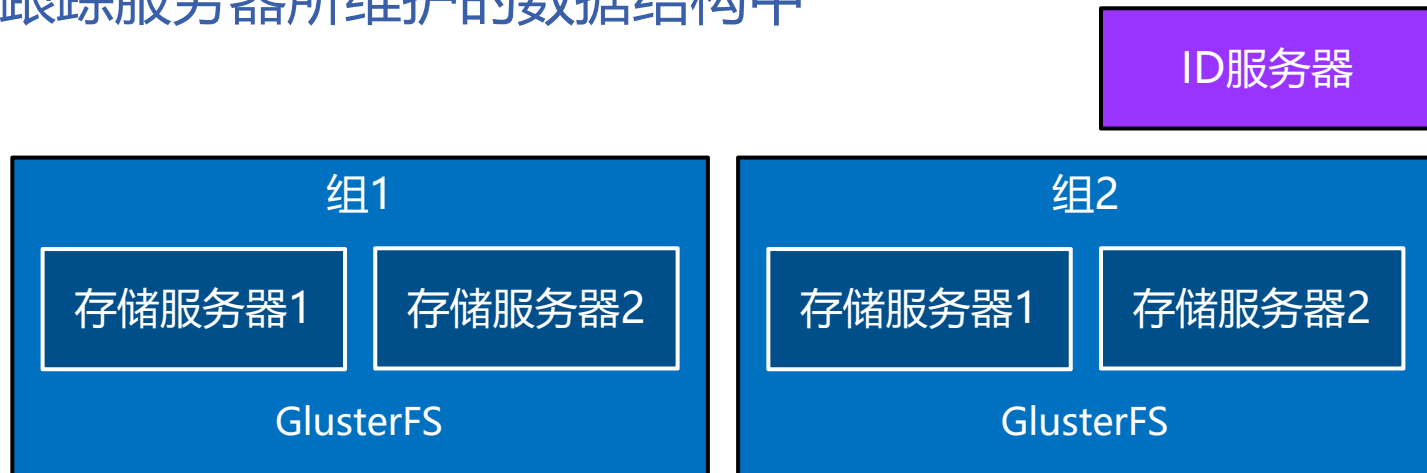 跟踪服务器所维护的数据结构中
ID服务器
组1
组2
存储服务器1
存储服务器2
存储服务器1
存储服务器2
GlusterFS
GlusterFS